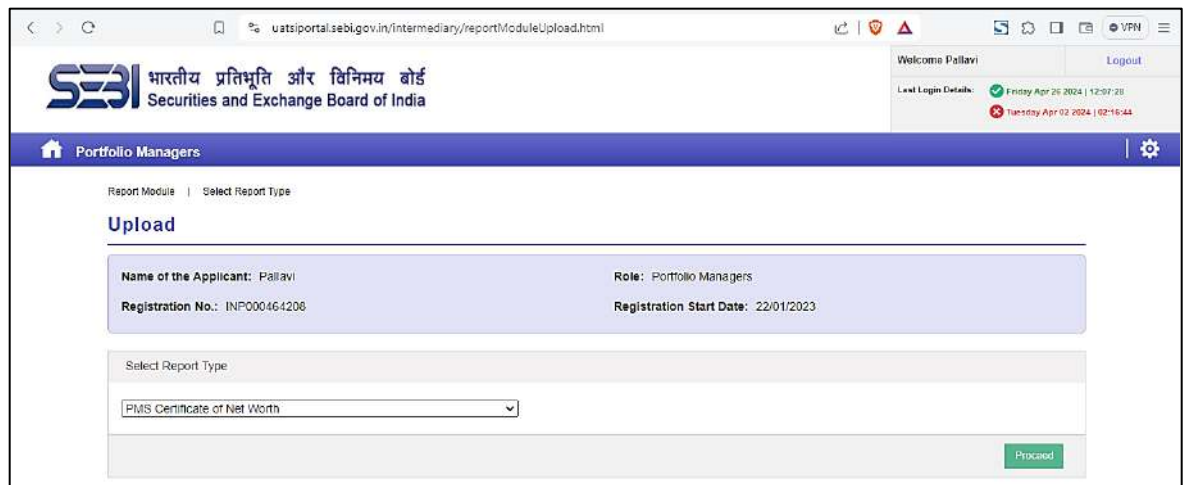 uatsiportal.sebi.gov.in/intermediary/reportModuleUpload.html
VPN
SEBI
भारतीय प्रतिभूति और विनिमय बोर्ड
Securities and Exchange Board of India
Welcome Pallavi
Logout
Last Login Details:
Friday Apr 26 2024 | 12:07:20
Tuesday Apr 02 2024 | 02:16:44
Portfolio Managers
Report Module | Select Report Type
Upload
Name of the Applicant: Pallavi
Role: Portfolio Managers
Registration No.: INP000464208
Registration Start Date: 22/01/2023
Select Report Type
PMS Certificate of Net Worth
Proceed